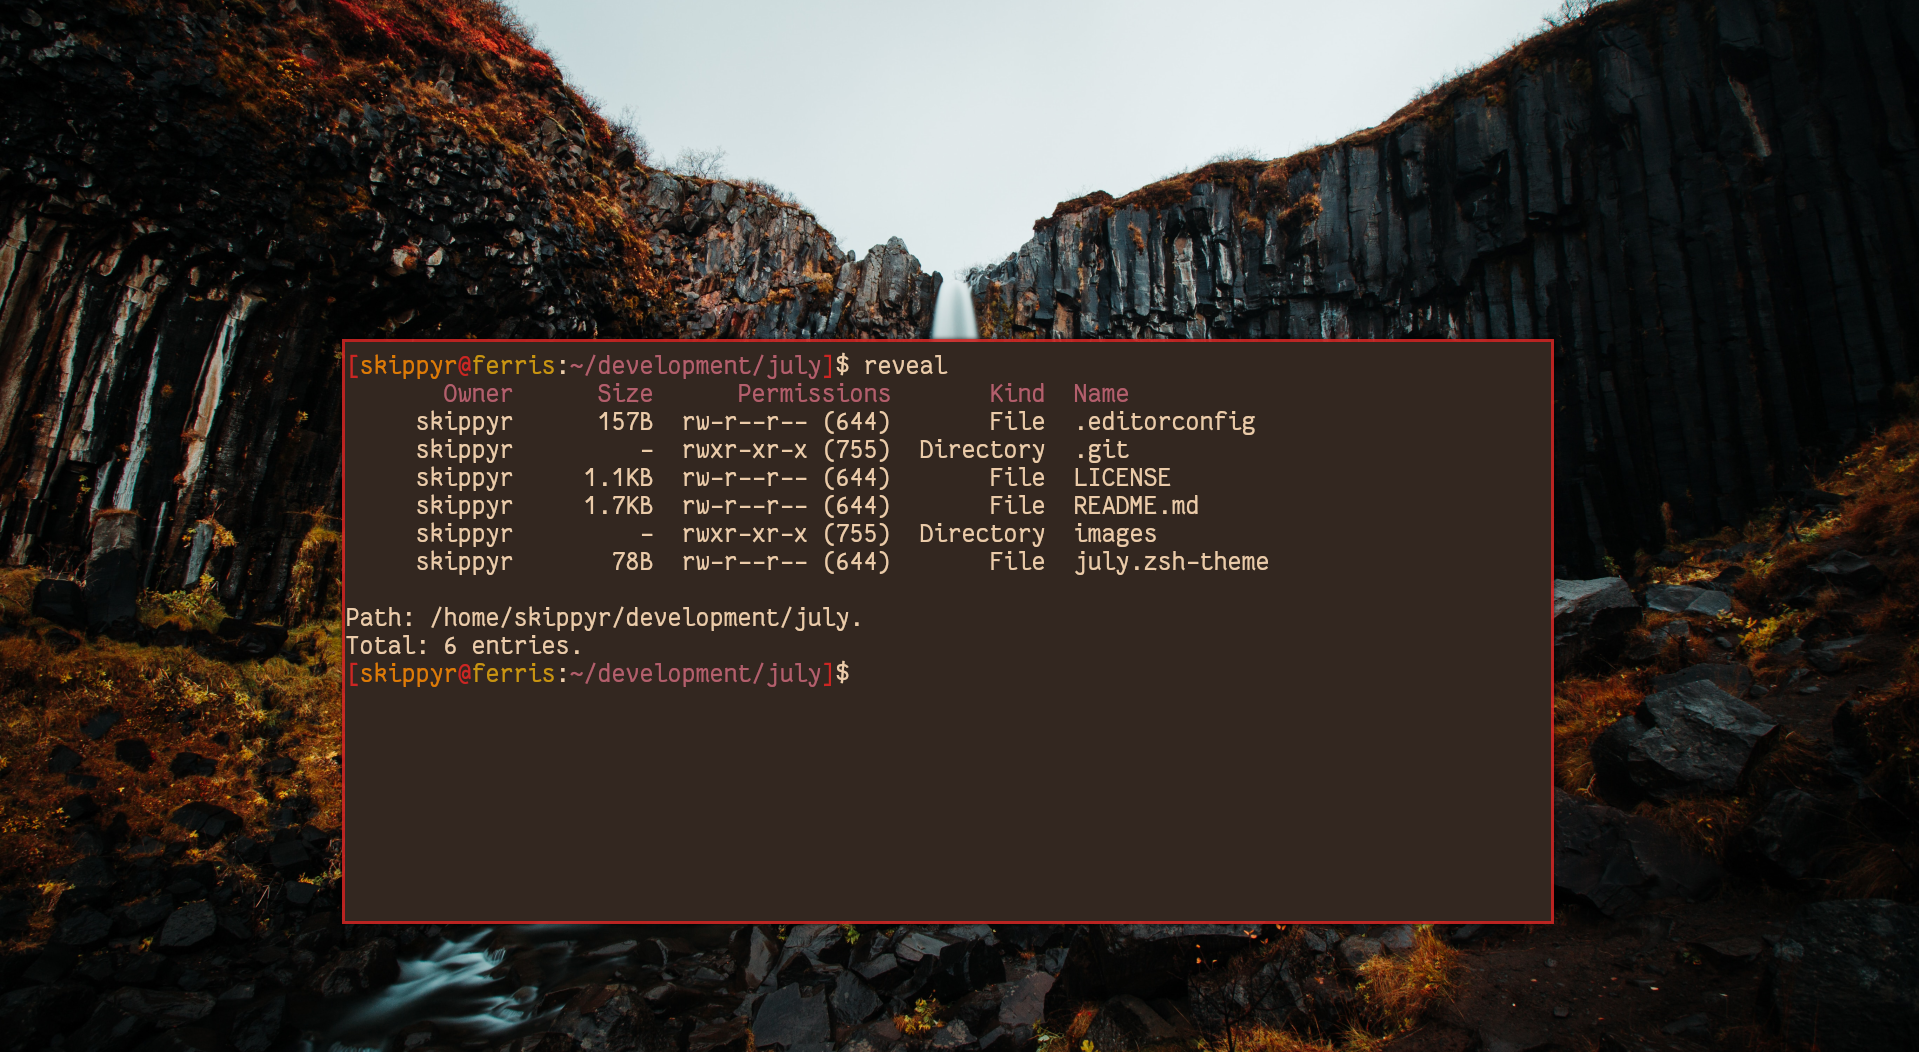 [skippyr@ferris:~/development/july]$ reveal
Owner Size Permissions Kind Name
skippyr 157B rw-r--r-- (644) File .editorconfig
skippyr - rwxr-xr-x (755) Directory .git
skippyr 1.1KB rw-r--r-- (644) File LICENSE
skippyr 1.7KB rw-r--r-- (644) File README.md
skippyr - rwxr-xr-x (755) Directory images
skippyr 78B rw-r--r-- (644) File july.zsh-theme
Path: /home/skippyr/development/july.
Total: 6 entries.
[skippyr@ferris:~/development/july]$